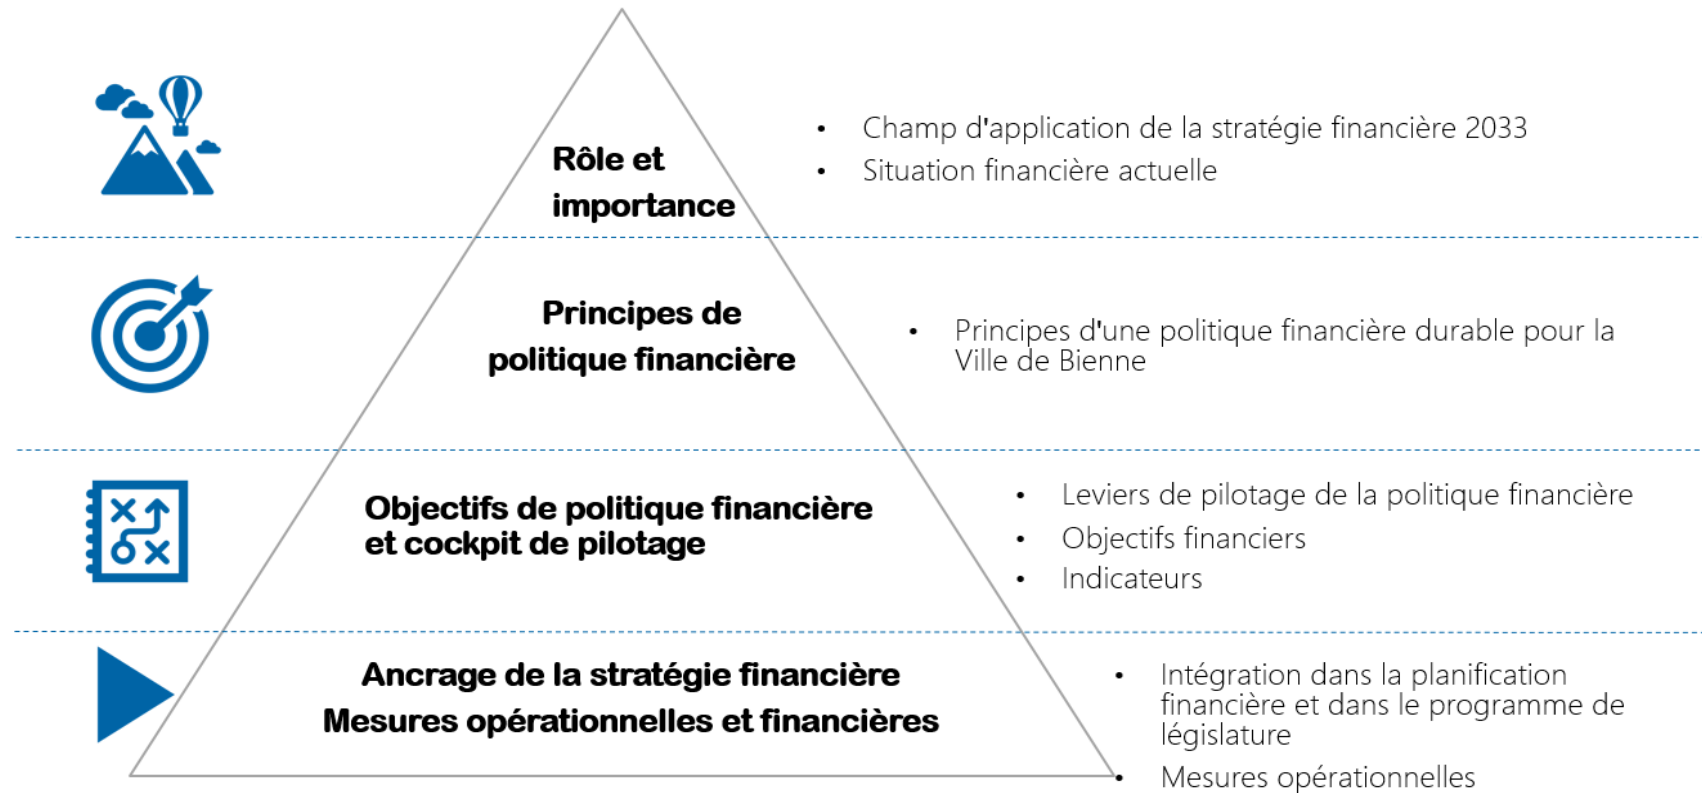 Rôle et
importance
• Champ d'application de la stratégie financière 2033
• Situation financière actuelle
Principes de
politique financière
• Principes d'une politique financière durable pour la
Ville de Bienne
Objectifs de politique financière
et cockpit de pilotage
• Leviers de pilotage de la politique financière
• Objectifs financiers
• Indicateurs
Ancrage de la stratégie financière
Mesures opérationnelles et financières
• Intégration dans la planification
financière et dans le programme de
législature
• Mesures opérationnelles